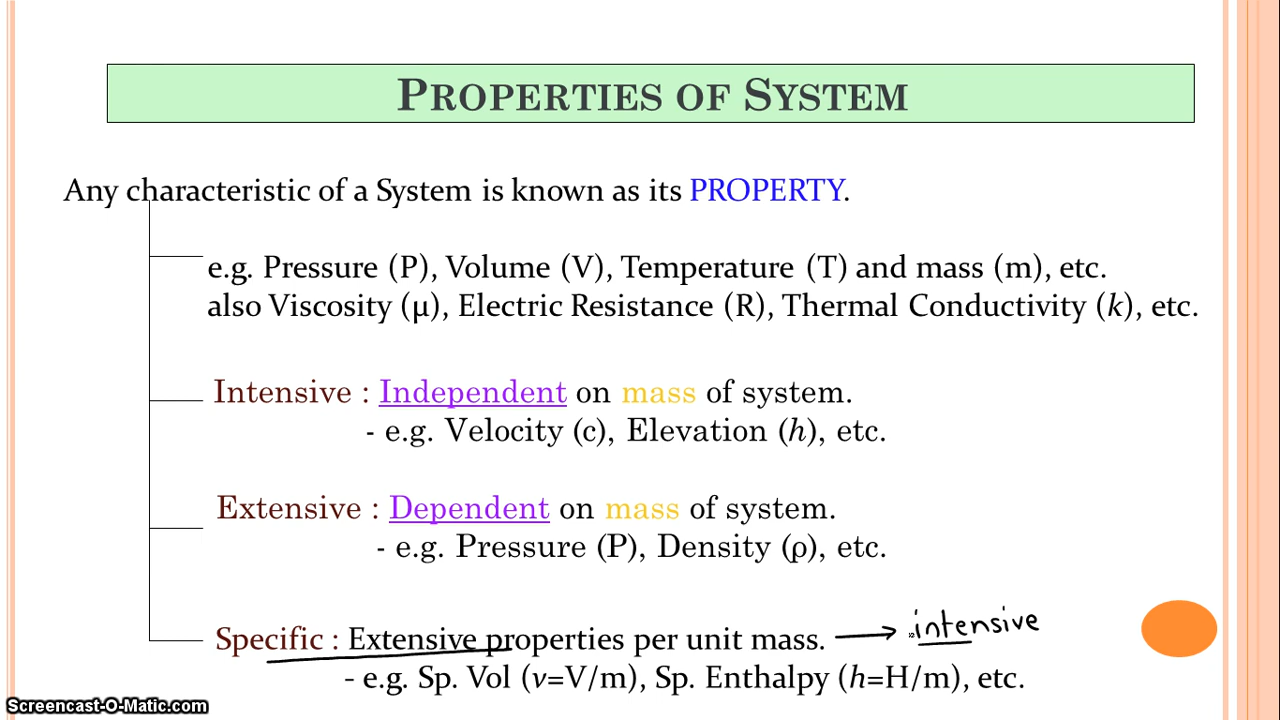 PROPERTIES OF SYSTEM
Any characteristic of a System is known as its PROPERTY.
e.g. Pressure (P), Volume (V), Temperature (T) and mass (m), etc.
also Viscosity (μ), Electric Resistance (R), Thermal Conductivity (k), etc.
Intensive : Independent on mass of system.
- e.g. Velocity (c), Elevation (h), etc.
Extensive : Dependent on mass of system.
- e.g. Pressure (P), Density (ρ), etc.
Specific : Extensive properties per unit mass. → intensive
- e.g. Sp. Vol (v=V/m), Sp. Enthalpy (h=H/m), etc.
Screencast-O-Matic.com